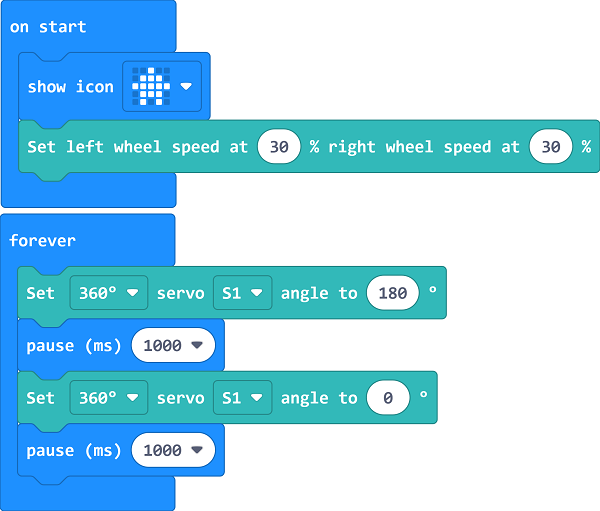 on start
show icon
Set left wheel speed at 30 % right wheel speed at 30 %
forever
Set 360° servo S1 angle to 180 °
pause (ms) 1000
Set 360° servo S1 angle to 0 °
pause (ms) 1000